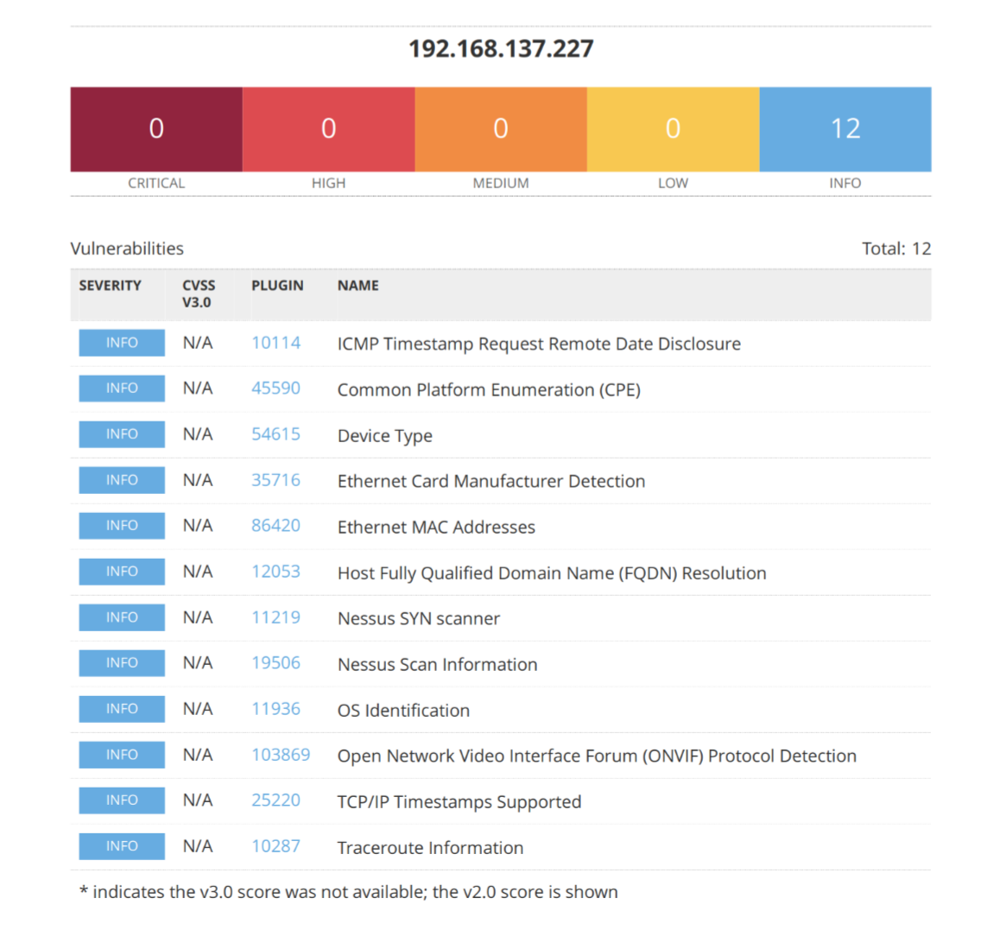 192.168.137.227
0 0 0 0 12
CRITICAL HIGH MEDIUM LOW INFO
Vulnerabilities Total: 12
SEVERITY CVSS V3.0 PLUGIN NAME
INFO N/A 10114 ICMP Timestamp Request Remote Date Disclosure
INFO N/A 45590 Common Platform Enumeration (CPE)
INFO N/A 54615 Device Type
INFO N/A 35716 Ethernet Card Manufacturer Detection
INFO N/A 86420 Ethernet MAC Addresses
INFO N/A 12053 Host Fully Qualified Domain Name (FQDN) Resolution
INFO N/A 11219 Nessus SYN scanner
INFO N/A 19506 Nessus Scan Information
INFO N/A 11936 OS Identification
INFO N/A 103869 Open Network Video Interface Forum (ONVIF) Protocol Detection
INFO N/A 25220 TCP/IP Timestamps Supported
INFO N/A 10287 Traceroute Information
* indicates the v3.0 score was not available; the v2.0 score is shown